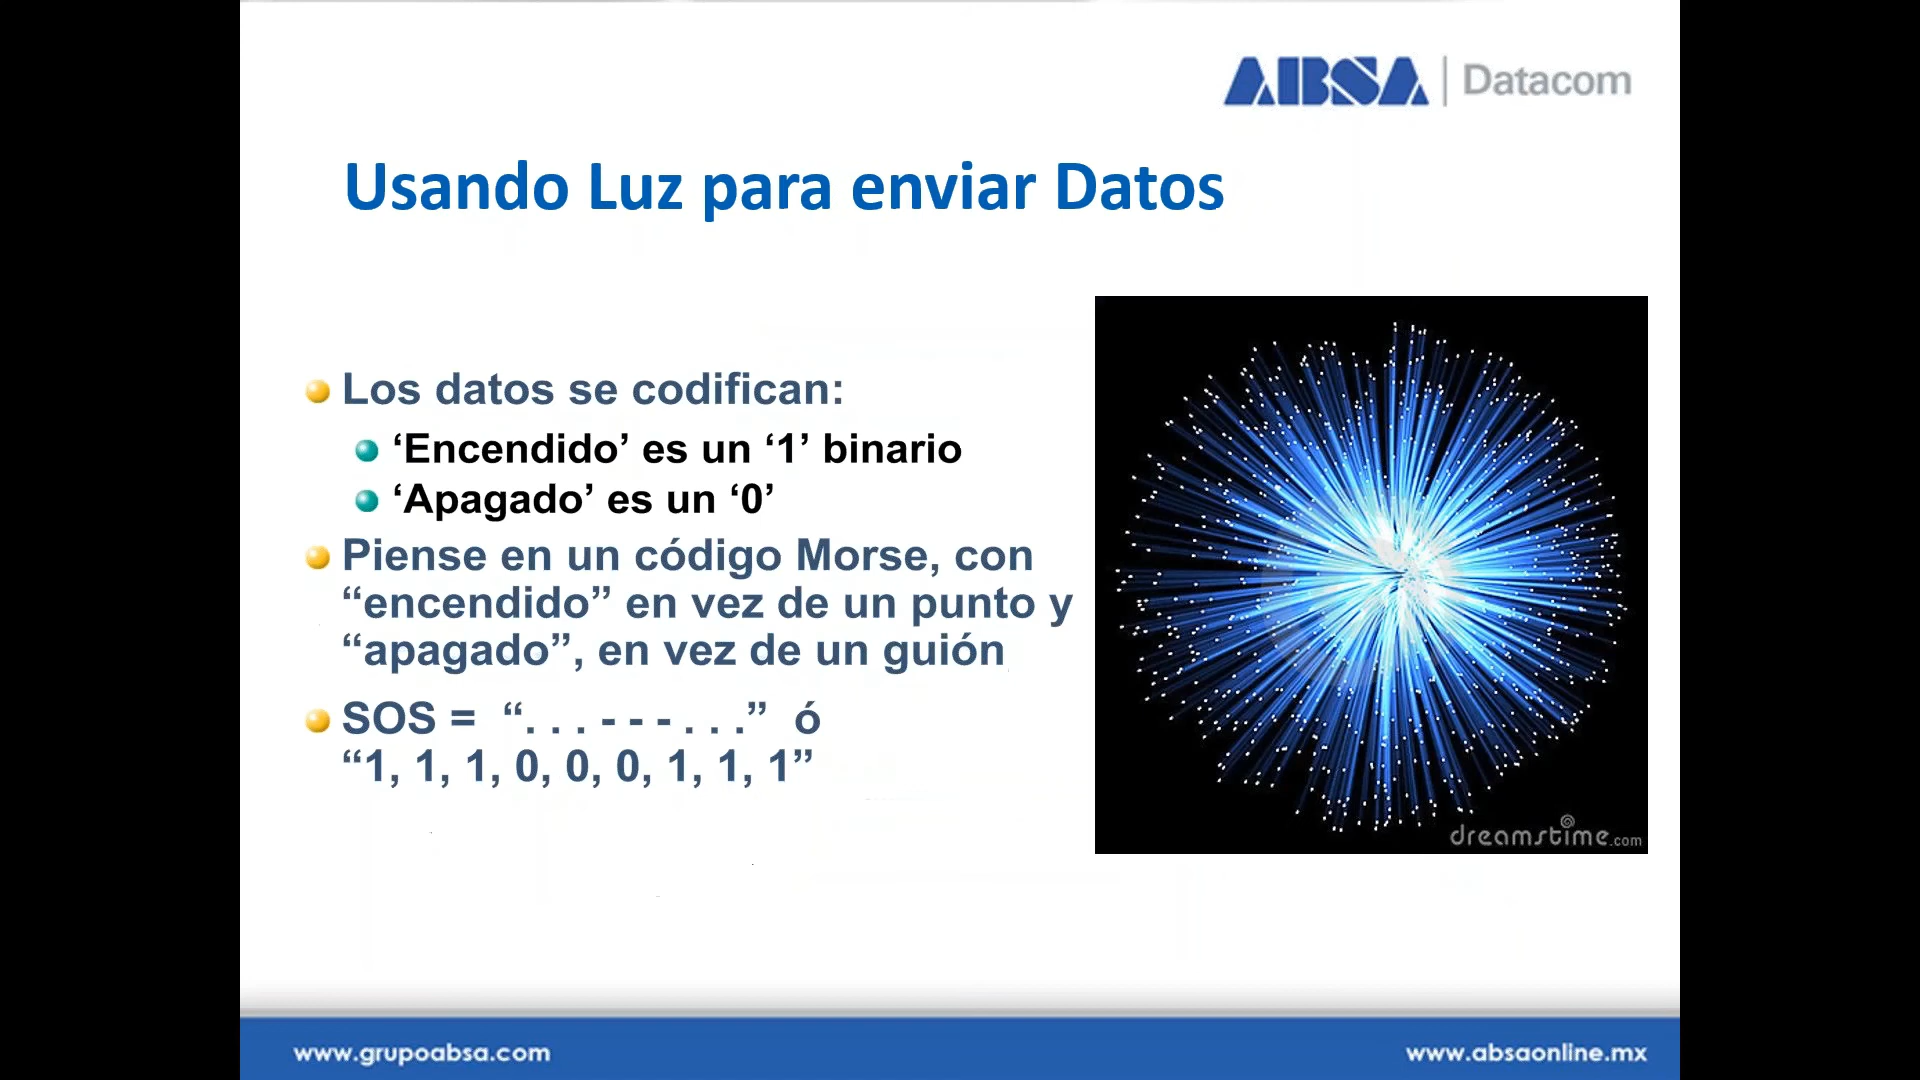 ABSA | Datacom
Usando Luz para enviar Datos
Los datos se codifican:
‘Encendido’ es un ‘1’ binario
‘Apagado’ es un ‘0’
Piense en un código Morse, con
“encendido” en vez de un punto y
“apagado”, en vez de un guión
SOS = “. . . - - - . . .” ó
“1, 1, 1, 0, 0, 0, 1, 1, 1”
dreamstime.com
www.grupoabsa.com
www.absaonline.mx